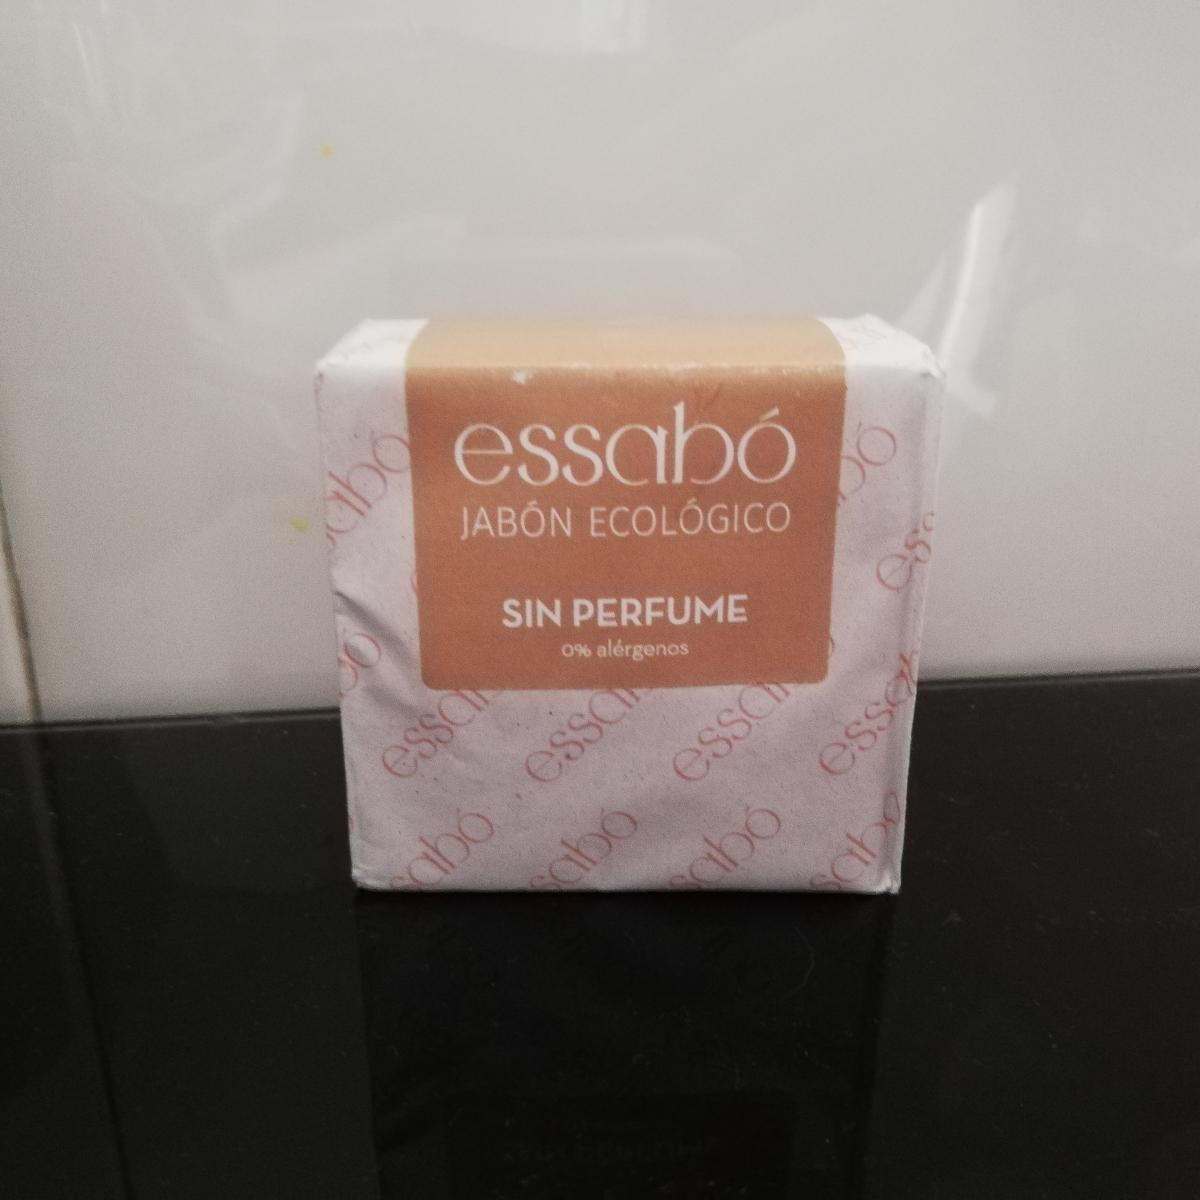 essabó
JABÓN ECOLÓGICO
SIN PERFUME
0% alérgenos